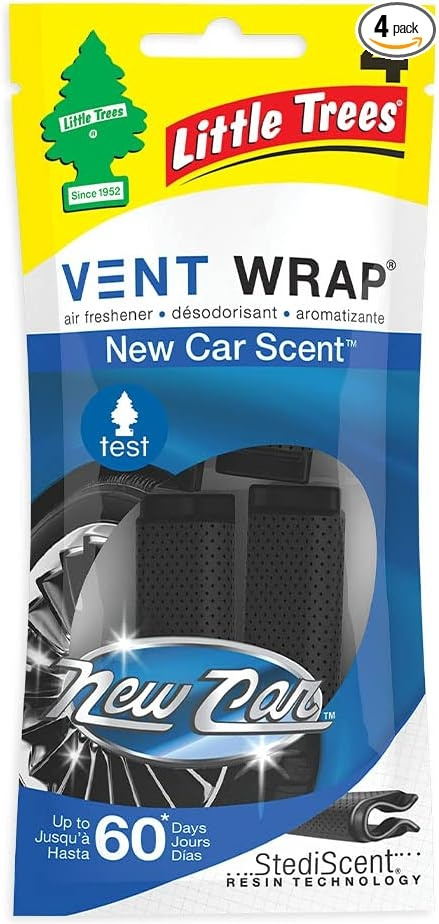 4
pack
4
Little Trees
®
Since 1952
Little Trees®
VENT WRAP®
air freshener • désodorisant • aromatizante
New Car Scent™
test
New Car™
Up to
Jusqu'à
Hasta
60*
Days
Jours
Días
StediScent®
RESIN TECHNOLOGY